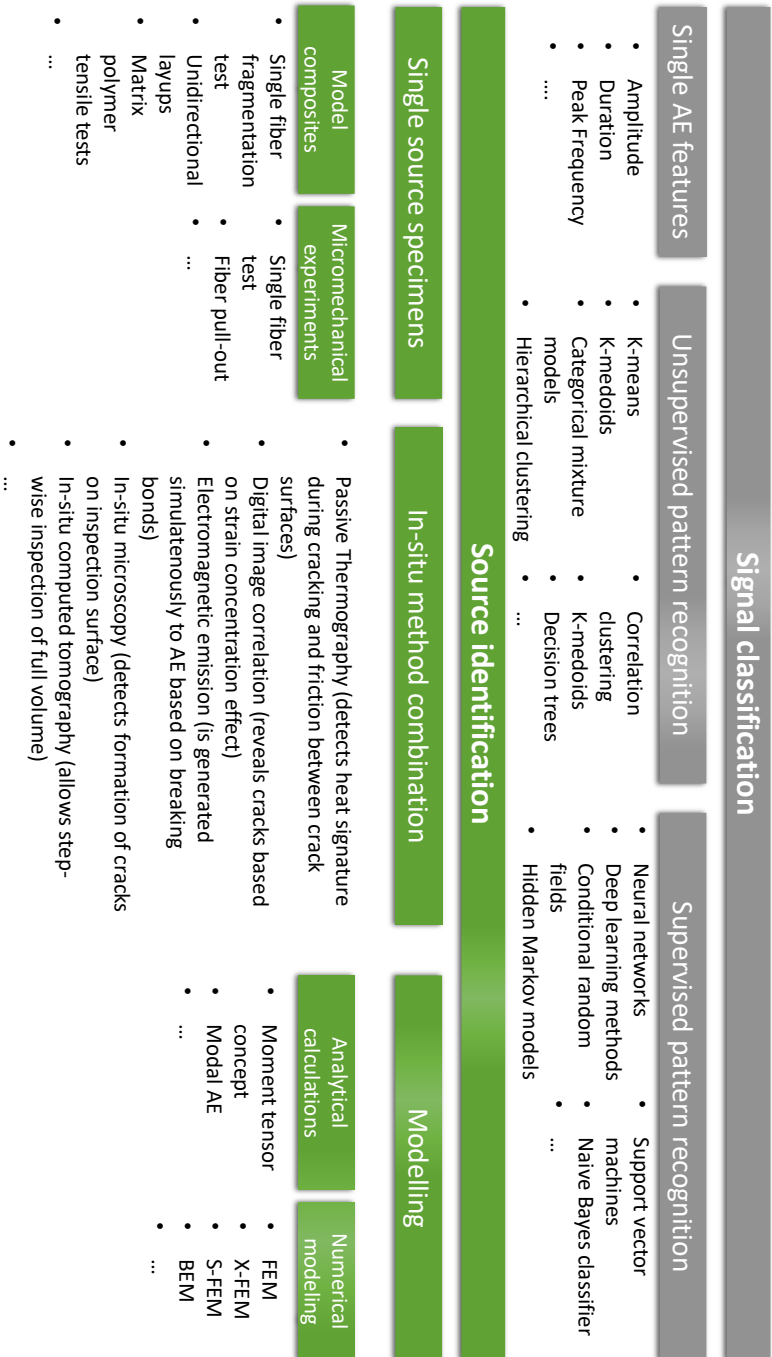 Signal classification
Single AE features
• Amplitude
• Duration
• Peak Frequency
• ....
Unsupervised pattern recognition
• K-means
• K-medoids
• Categorical mixture
models
• Hierarchical clustering
• Correlation
clustering
• K-medoids
• Decision trees
• ...
Supervised pattern recognition
• Neural networks
• Deep learning methods
• Conditional random
fields
• Hidden Markov models
• Support vector
machines
• Naive Bayes classifier
• ...
Source identification
Single source specimens
Model
composites
• Single fiber
fragmentation
test
• Unidirectional
layups
• Matrix
polymer
tensile tests
• ...
Micromechanical
experiments
• Single fiber
test
• Fiber pull-out
• ...
In-situ method combination
• Passive Thermography (detects heat signature
during cracking and friction between crack
surfaces)
• Digital image correlation (reveals cracks based
on strain concentration effect)
• Electromagnetic emission (is generated
simulatenously to AE based on breaking
bonds)
• In-situ microscopy (detects formation of cracks
on inspection surface)
• In-situ computed tomography (allows step-
wise inspection of full volume)
• ...
Modelling
Analytical
calculations
• Moment tensor
concept
• Modal AE
• ...
Numerical
modeling
• FEM
• X-FEM
• S-FEM
• BEM
• ...